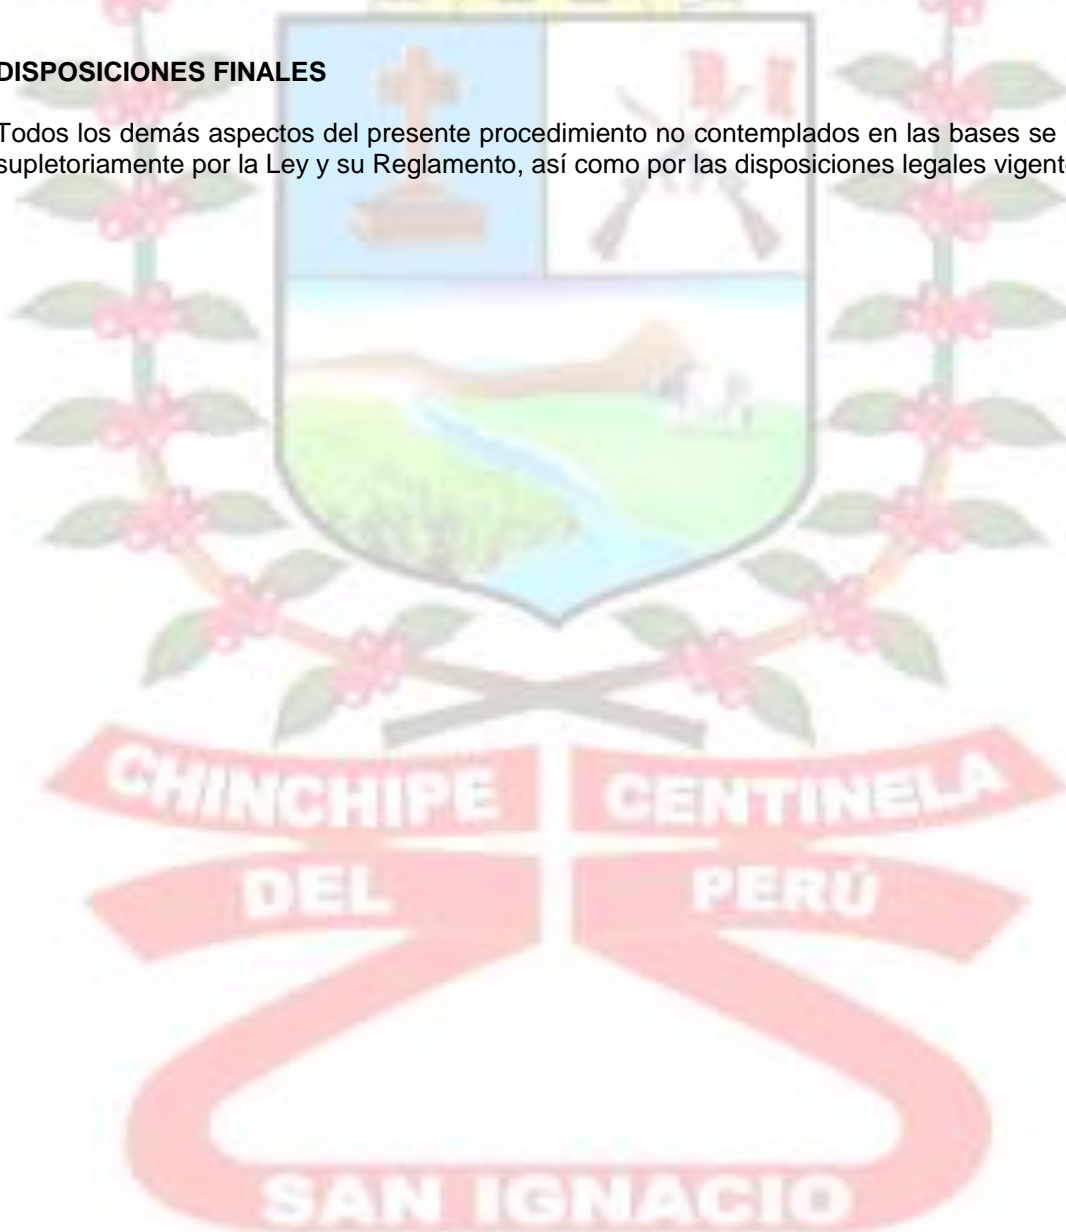 DISPOSICIONES FINALES
Todos los demás aspectos del presente procedimiento no contemplados en las bases se
supletoriamente por la Ley y su Reglamento, así como por las disposiciones legales
CHINCHIPE CENTINELA
DEL PERÚ
SAN IGNACIO